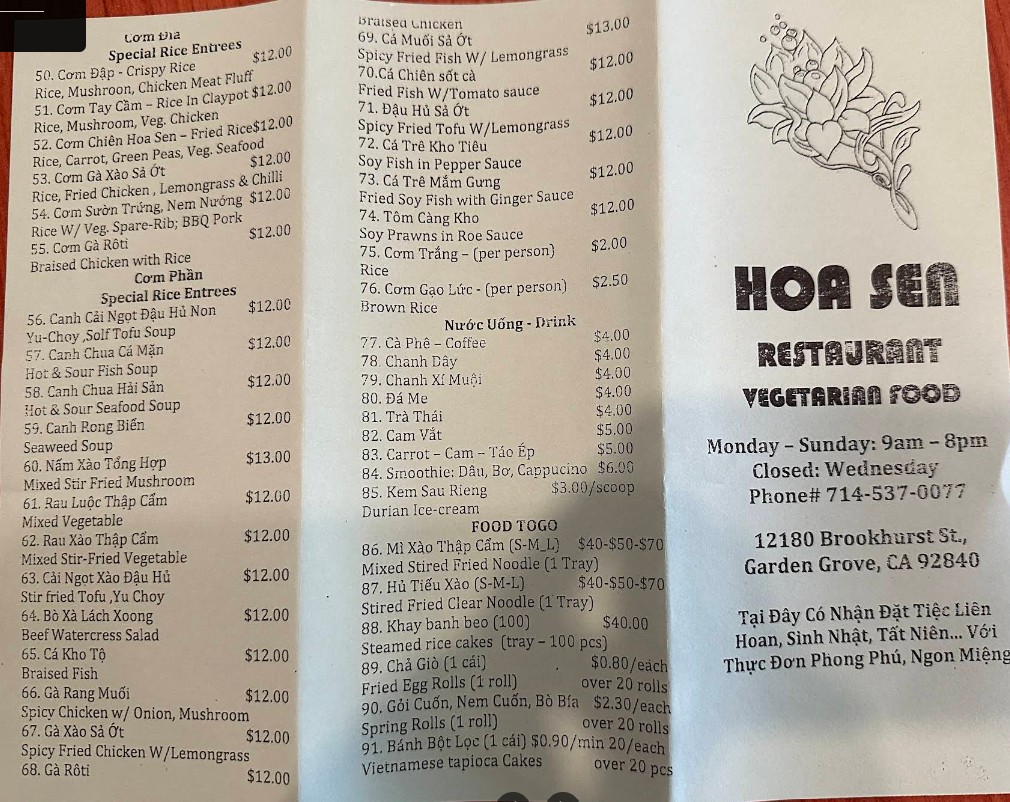 Cơm Đĩa
Special Rice Entrees
50. Cơm Đập - Crispy Rice $12.00
Rice, Mushroon, Chicken Meat Fluff
51. Cơm Tay Cầm – Rice In Claypot $12.00
Rice, Mushroom, Veg. Chicken
52. Cơm Chiên Hoa Sen – Fried Rice $12.00
Rice, Carrot, Green Peas, Veg. Seafood
53. Cơm Gà Xào Sả Ớt $12.00
Rice, Fried Chicken , Lemongrass & Chilli
54. Cơm Sườn Trứng, Nem Nướng $12.00
Rice W/ Veg. Spare-Rib; BBQ Pork
55. Cơm Gà Rôti $12.00
Braised Chicken with Rice
Cơm Phần
Special Rice Entrees
56. Canh Cải Ngọt Đậu Hủ Non $12.00
Yu-Choy ,Solf Tofu Soup
57. Canh Chua Cá Mặn $12.00
Hot & Sour Fish Soup
58. Canh Chua Hải Sản $12.00
Hot & Sour Seafood Soup
59. Canh Rong Biển $12.00
Seaweed Soup
60. Nấm Xào Tổng Hợp $13.00
Mixed Stir Fried Mushroom
61. Rau Luộc Thập Cẩm $12.00
Mixed Vegetable
62. Rau Xào Thập Cẩm $12.00
Mixed Stir-Fried Vegetable
63. Cải Ngọt Xào Đậu Hủ $12.00
Stir fried Tofu ,Yu Choy
64. Bò Xà Lách Xoong $12.00
Beef Watercress Salad
65. Cá Kho Tộ $12.00
Braised Fish
66. Gà Rang Muối $12.00
Spicy Chicken w/ Onion, Mushroom
67. Gà Xào Sả Ớt $12.00
Spicy Fried Chicken W/Lemongrass
68. Gà Rôti $12.00
Braised Chicken
69. Cá Muối Sả Ớt $13.00
Spicy Fried Fish W/ Lemongrass
70.Cá Chiên sốt cà $12.00
Fried Fish W/Tomato sauce
71. Đậu Hủ Sả Ớt $12.00
Spicy Fried Tofu W/Lemongrass
72. Cá Trê Kho Tiêu $12.00
Soy Fish in Pepper Sauce
73. Cá Trê Mắm Gưng $12.00
Fried Soy Fish with Ginger Sauce
74. Tôm Càng Kho $12.00
Soy Prawns in Roe Sauce
75. Cơm Trắng – (per person) $2.00
Rice
76. Cơm Gạo Lức - (per person) $2.50
Brown Rice
Nước Uống - Drink
77. Cà Phê – Coffee $4.00
78. Chanh Dây $4.00
79. Chanh Xí Muội $4.00
80. Đá Me $4.00
81. Trà Thái $4.00
82. Cam Vắt $5.00
83. Carrot – Cam – Táo Ép $5.00
84. Smoothie: Dâu, Bơ, Cappucino $6.00
85. Kem Sau Rieng $3.00/scoop
Durian Ice-cream
FOOD TOGO
86. Mì Xào Thập Cẩm (S-M_L) $40-$50-$70
Mixed Stired Fried Noodle (1 Tray)
87. Hủ Tiếu Xào (S-M-L) $40-$50-$70
Stired Fried Clear Noodle (1 Tray)
88. Khay banh beo (100) $40.00
Steamed rice cakes (tray – 100 pcs)
89. Chả Giò (1 cái) $0.80/each
Fried Egg Rolls (1 roll) over 20 rolls
90. Gỏi Cuốn, Nem Cuốn, Bò Bía $2.30/each
Spring Rolls (1 roll) over 20 rolls
91. Bánh Bột Lọc (1 cái) $0.90/min 20/each
Vietnamese tapioca Cakes over 20 pcs
HOA SEN
RESTAURANT
VEGETARIAN FOOD
Monday – Sunday: 9am – 8pm
Closed: Wednesday
Phone# 714-537-0077
12180 Brookhurst St.,
Garden Grove, CA 92840
Tại Đây Có Nhận Đặt Tiệc Liên
Hoan, Sinh Nhật, Tất Niên... Với
Thực Đơn Phong Phú, Ngon Miệng